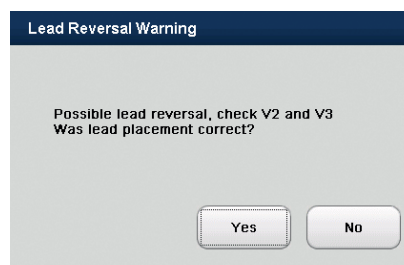 Lead Reversal Warning
Possible lead reversal, check V2 and V3
Was lead placement correct?
Yes No